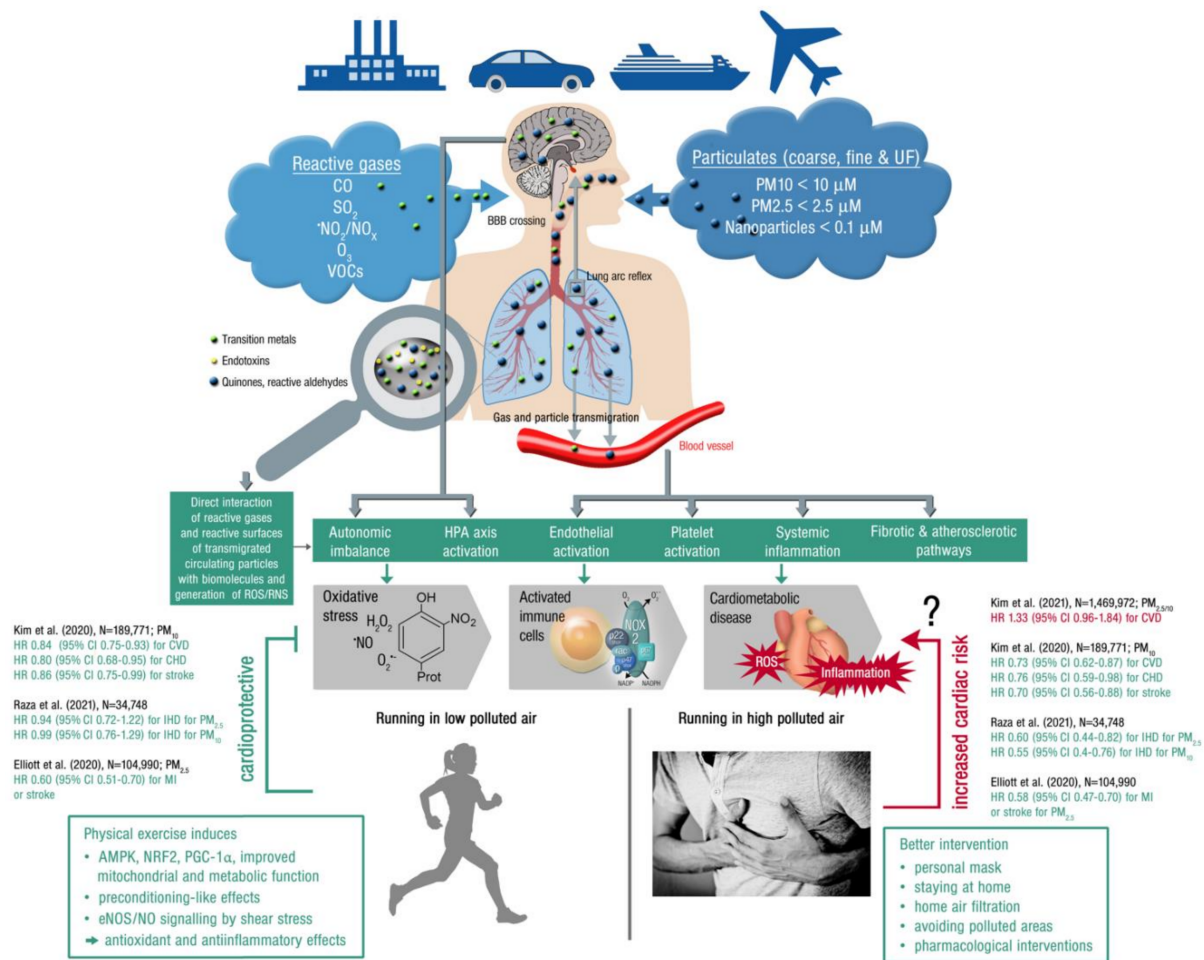 Reactive gases
CO
SO₂
•NO₂/NOₓ
O₃
VOCs
Particulates (coarse, fine & UF)
PM10 < 10 µM
PM2.5 < 2.5 µM
Nanoparticles < 0.1 µM
BBB crossing
Lung arc reflex
Transition metals
Endotoxins
Quinones, reactive aldehydes
Gas and particle transmigration
Blood vessel
Direct interaction
of reactive gases
and reactive surfaces
of transmigrated
circulating particles
with biomolecules and
generation of ROS/RNS
Autonomic
imbalance
HPA axis
activation
Endothelial
activation
Platelet
activation
Systemic
inflammation
Fibrotic & atherosclerotic
pathways
Oxidative
stress
H₂O₂
•NO
O₂•-
OH
NO₂
Prot
Activated
immune
cells
O₂
O₂•-
NOX
2
p22
NADP⁺
NADPH
Cardiometabolic
disease
ROS
Inflammation
?
Kim et al. (2020), N=189,771; PM₁₀
HR 0.84 (95% CI 0.75-0.93) for CVD
HR 0.80 (95% CI 0.68-0.95) for CHD
HR 0.86 (95% CI 0.75-0.99) for stroke
Raza et al. (2021), N=34,748
HR 0.94 (95% CI 0.72-1.22) for IHD for PM₂.₅
HR 0.99 (95% CI 0.76-1.29) for IHD for PM₁₀
Elliott et al. (2020), N=104,990; PM₂.₅
HR 0.60 (95% CI 0.51-0.70) for MI
or stroke
cardioprotective
Running in low polluted air
Running in high polluted air
increased cardiac risk
Kim et al. (2021), N=1,469,972; PM₂.₅/₁₀
HR 1.33 (95% CI 0.96-1.84) for CVD
Kim et al. (2020), N=189,771; PM₁₀
HR 0.73 (95% CI 0.62-0.87) for CVD
HR 0.76 (95% CI 0.59-0.98) for CHD
HR 0.70 (95% CI 0.56-0.88) for stroke
Raza et al. (2021), N=34,748
HR 0.60 (95% CI 0.44-0.82) for IHD for PM₂.₅
HR 0.55 (95% CI 0.4-0.76) for IHD for PM₁₀
Elliott et al. (2020), N=104,990
HR 0.58 (95% CI 0.47-0.70) for MI
or stroke for PM₂.₅
Physical exercise induces
• AMPK, NRF2, PGC-1α, improved
mitochondrial and metabolic function
• preconditioning-like effects
• eNOS/NO signalling by shear stress
➔ antioxidant and antiinflammatory effects
Better intervention
• personal mask
• staying at home
• home air filtration
• avoiding polluted areas
• pharmacological interventions